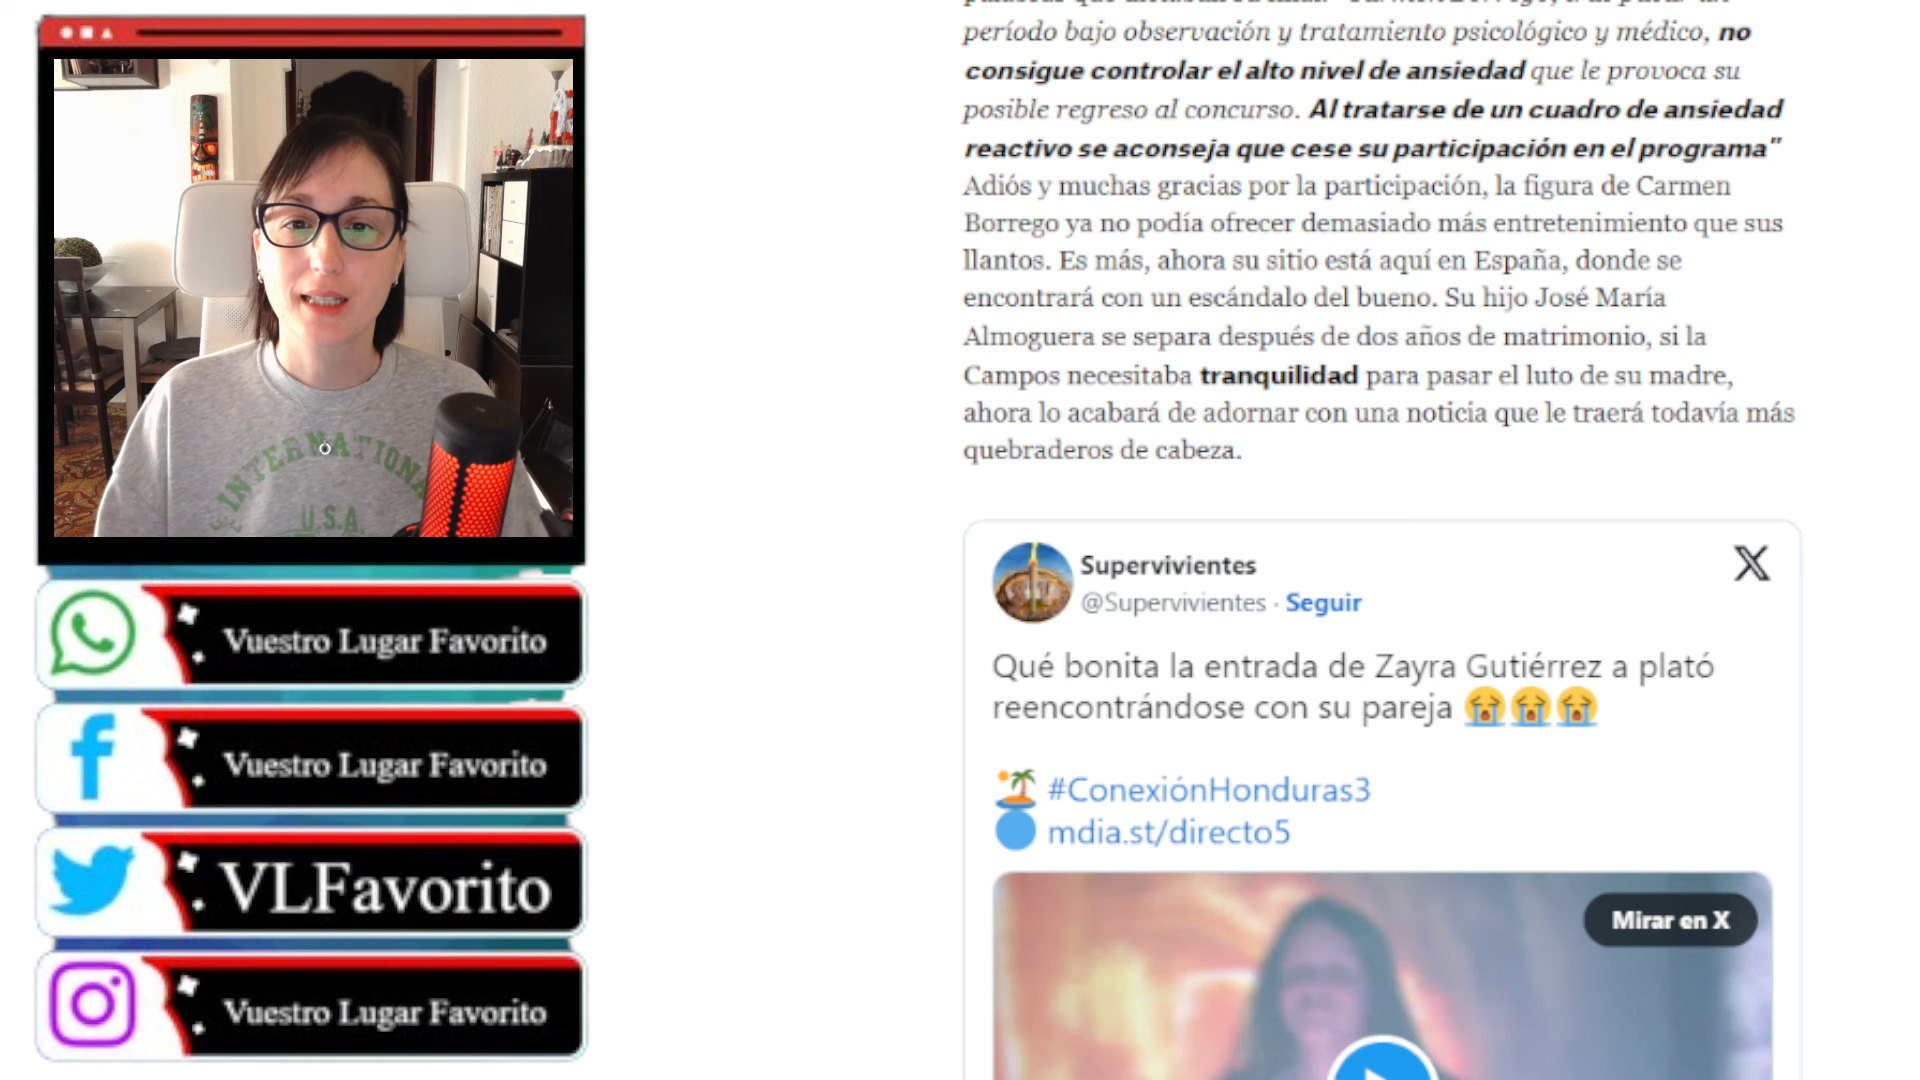 período bajo observación y tratamiento psicológico y médico, no
consigue controlar el alto nivel de ansiedad que le provoca su
posible regreso al concurso. Al tratarse de un cuadro de ansiedad
reactivo se aconseja que cese su participación en el programa"
Adiós y muchas gracias por la participación, la figura de Carmen
Borrego ya no podía ofrecer demasiado más entretenimiento que sus
llantos. Es más, ahora su sitio está aquí en España, donde se
encontrará con un escándalo del bueno. Su hijo José María
Almoguera se separa después de dos años de matrimonio, si la
Campos necesitaba tranquilidad para pasar el luto de su madre,
ahora lo acabará de adornar con una noticia que le traerá todavía más
quebraderos de cabeza.
Supervivientes
@Supervivientes · Seguir
Qué bonita la entrada de Zayra Gutiérrez a plató
reencontrándose con su pareja 😭😭😭
🏝️ #ConexiónHonduras3
🔵 mdia.st/directo5
Mirar en X
INTERNATIONA
U.S.A.
Vuestro Lugar Favorito
Vuestro Lugar Favorito
VLFavorito
Vuestro Lugar Favorito